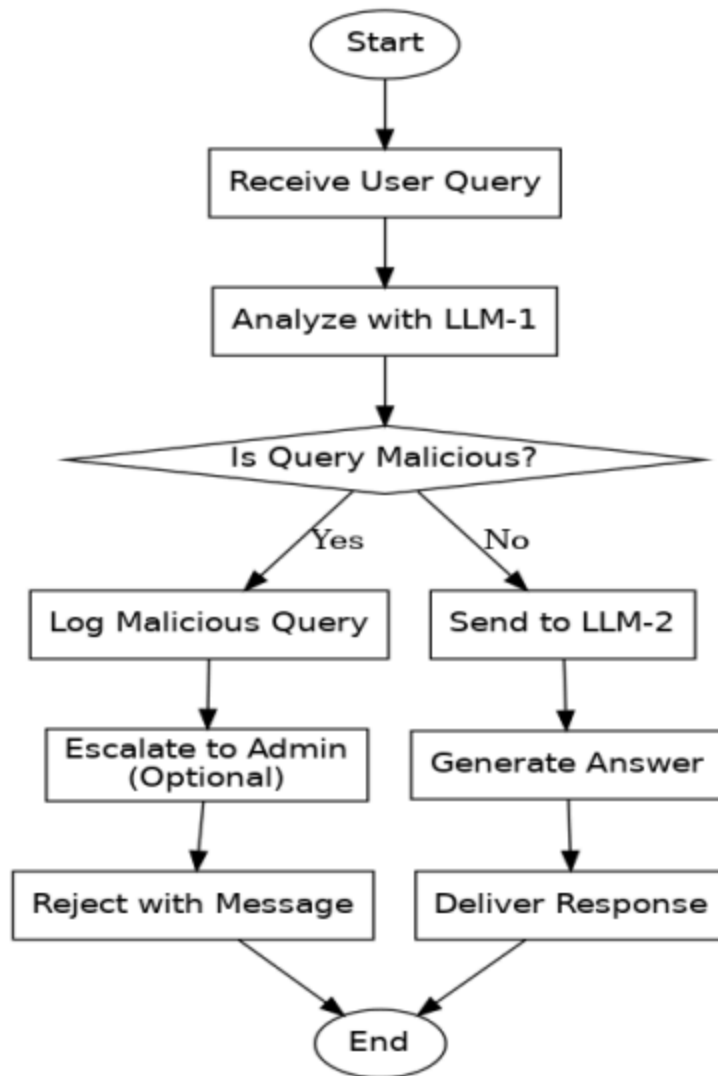 Start
Receive User Query
Analyze with LLM-1
Is Query Malicious?
Yes
No
Log Malicious Query
Send to LLM-2
Escalate to Admin
(Optional)
Generate Answer
Reject with Message
Deliver Response
End